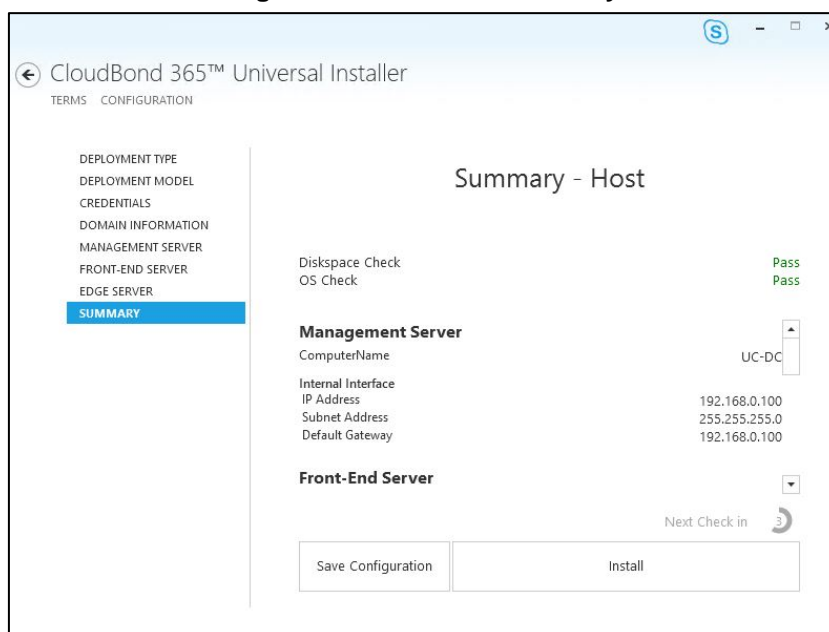 S
CloudBond 365™ Universal Installer
TERMS CONFIGURATION
DEPLOYMENT TYPE
DEPLOYMENT MODEL
CREDENTIALS
DOMAIN INFORMATION
MANAGEMENT SERVER
FRONT-END SERVER
EDGE SERVER
SUMMARY
Summary - Host
Diskspace Check Pass
OS Check Pass
Management Server
ComputerName UC-DC
Internal Interface
IP Address 192.168.0.100
Subnet Address 255.255.255.0
Default Gateway 192.168.0.100
Front-End Server
Next Check in 3
Save Configuration Install